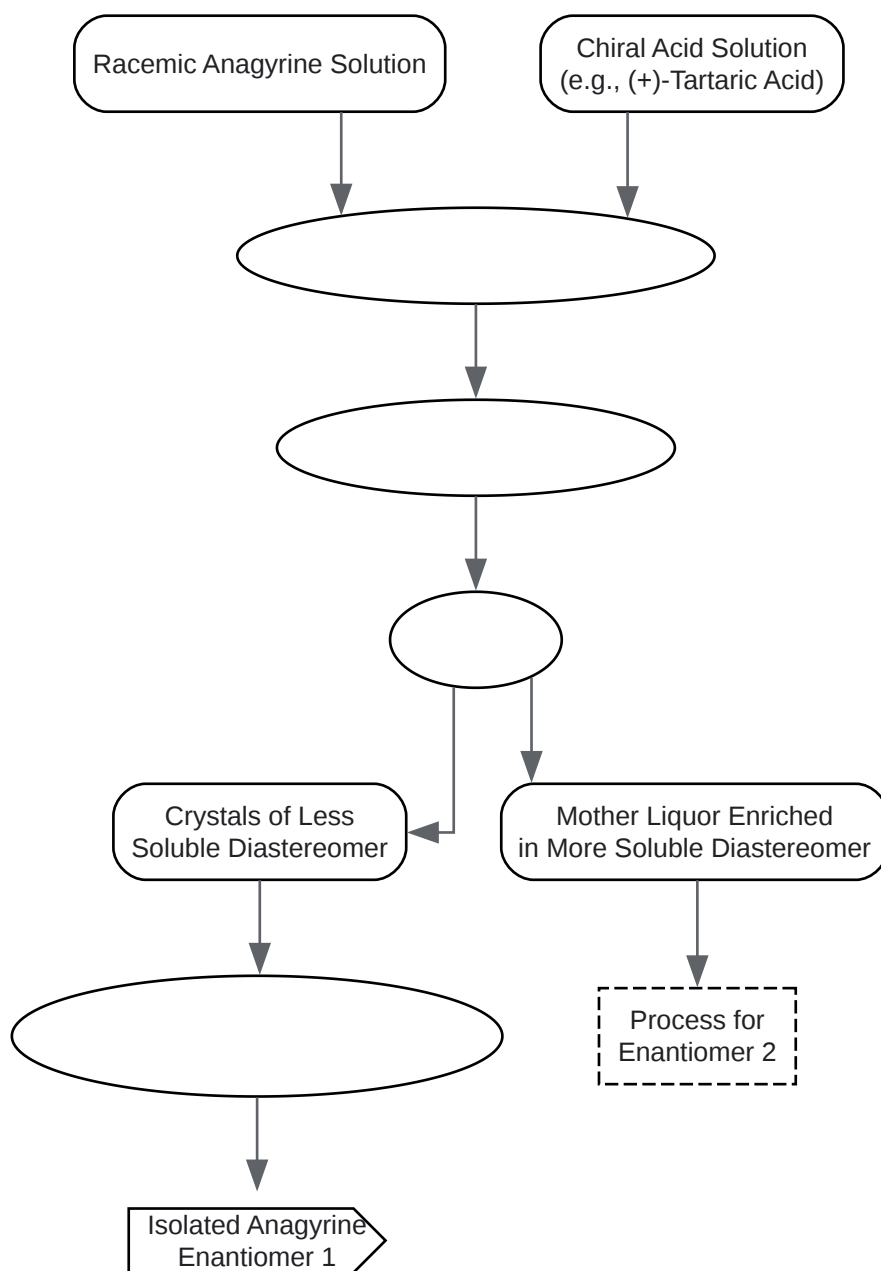 Racemic Anagyrine Solution
Chiral Acid Solution
(e.g., (+)-Tartaric Acid)
Crystals of Less
Soluble Diastereomer
Mother Liquor Enriched
in More Soluble Diastereomer
Process for
Enantiomer 2
Isolated Anagyrine
Enantiomer 1